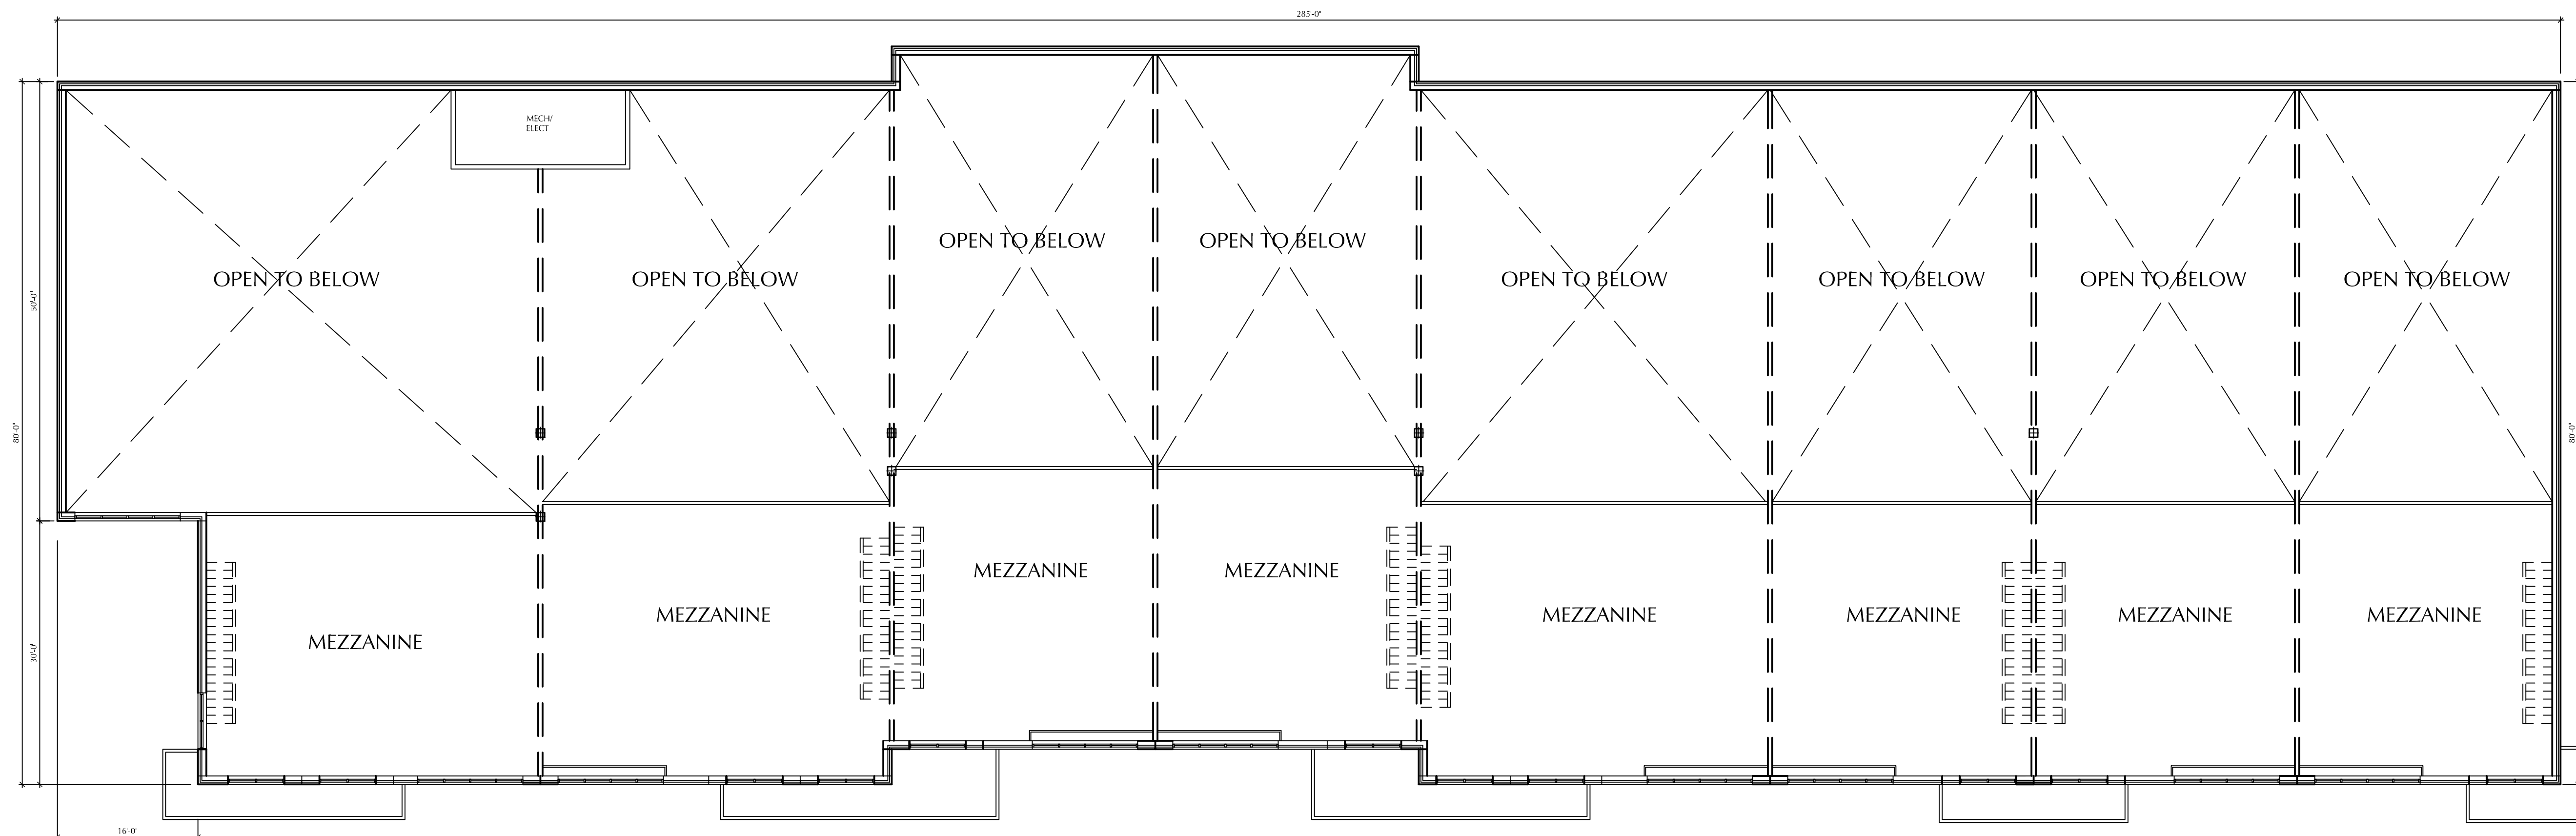 285'-0"
MECH/
ELECT
OPEN TO BELOW
OPEN TO BELOW
OPEN TO BELOW
OPEN TO BELOW
OPEN TO BELOW
OPEN TO BELOW
OPEN TO BELOW
OPEN TO BELOW
50'-0"
80'-0"
80'-0"
MEZZANINE
MEZZANINE
MEZZANINE
MEZZANINE
MEZZANINE
MEZZANINE
MEZZANINE
MEZZANINE
30'-0"
16'-0"